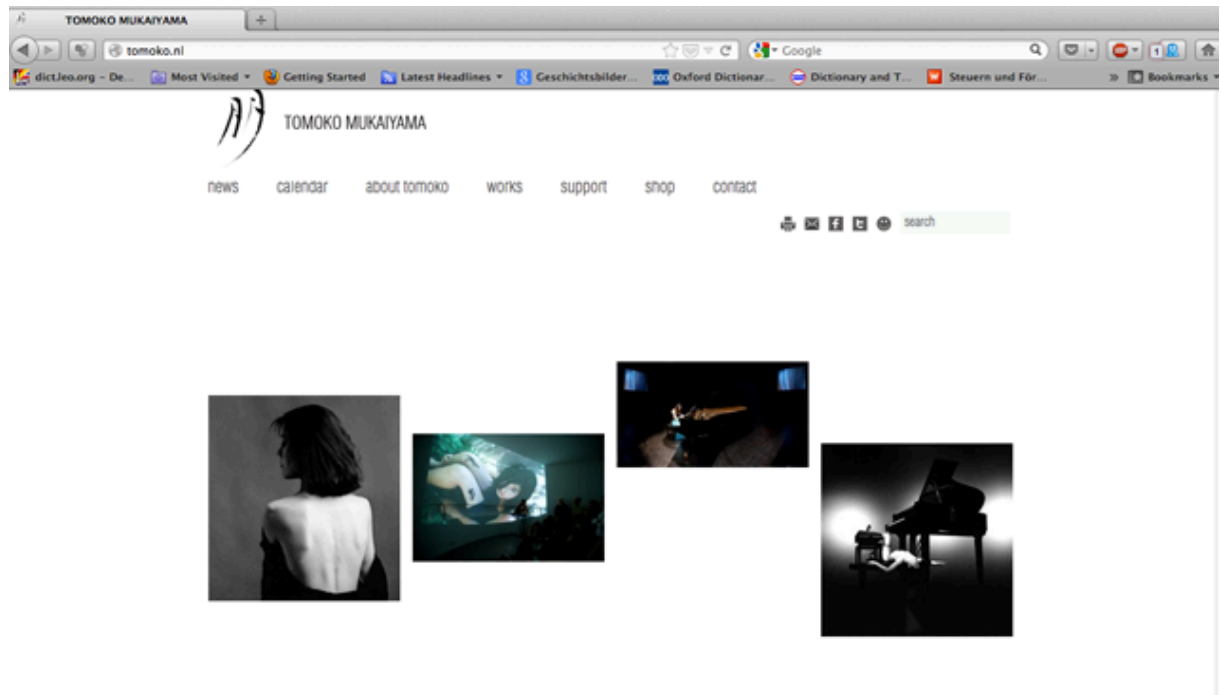 TOMOKO MUKAIYAMA
tomoko.nl
Google
dict.leo.org - De... Most Visited Getting Started Latest Headlines Geschichtsbilder... Oxford Dictionar... Dictionary and T... Steuern und För... » Bookmarks
TOMOKO MUKAIYAMA
news calendar about tomoko works support shop contact
search